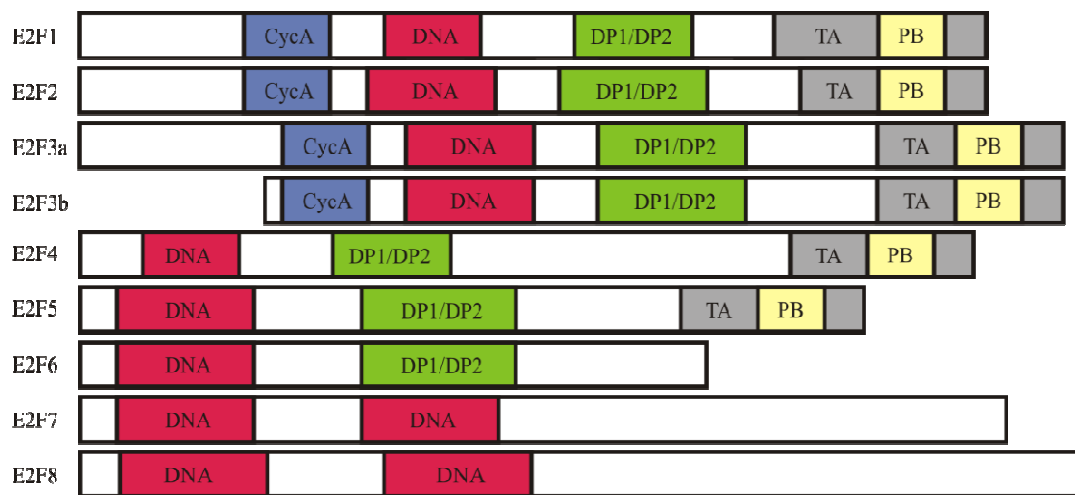 E2F1 CycA DNA DP1/DP2 TA PB
E2F2 CycA DNA DP1/DP2 TA PB
E2F3a CycA DNA DP1/DP2 TA PB
E2F3b CycA DNA DP1/DP2 TA PB
E2F4 DNA DP1/DP2 TA PB
E2F5 DNA DP1/DP2 TA PB
E2F6 DNA DP1/DP2
E2F7 DNA DNA
E2F8 DNA DNA